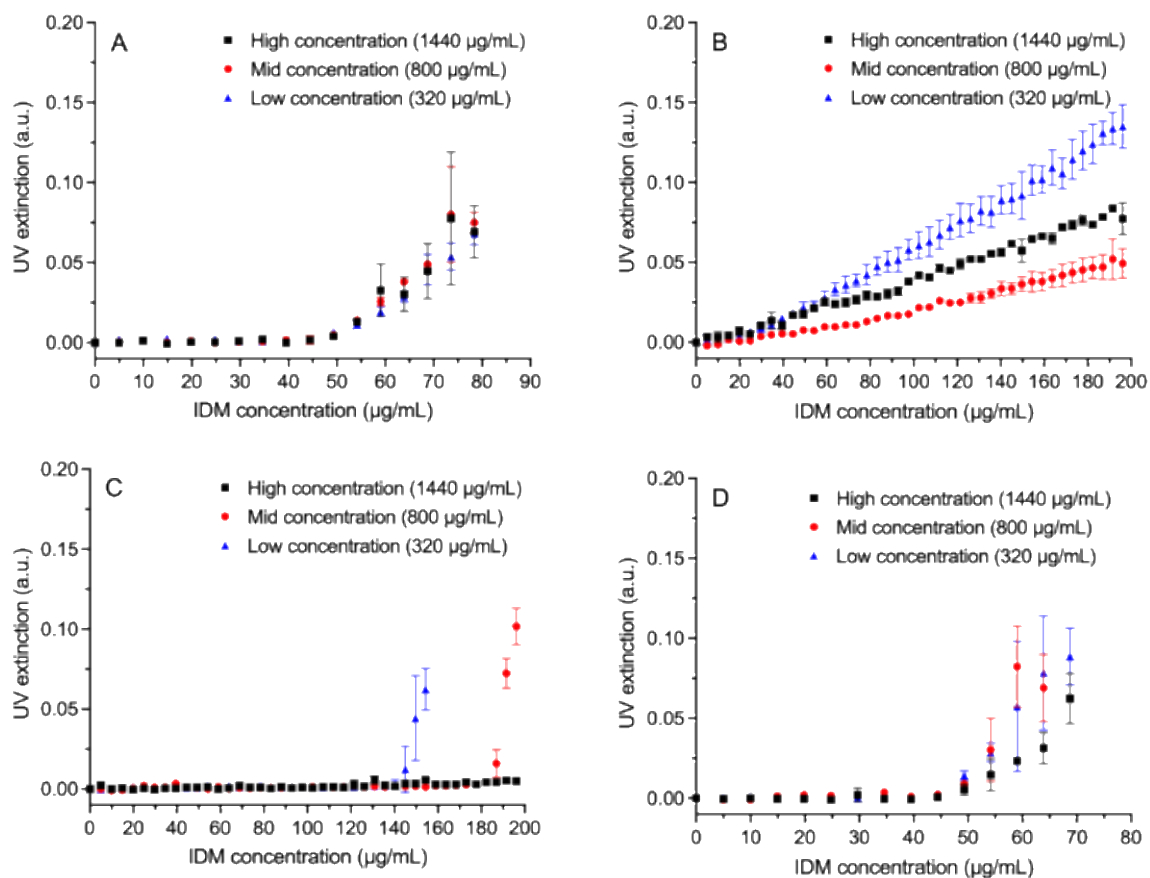 A
High concentration (1440 µg/mL)
Mid concentration (800 µg/mL)
Low concentration (320 µg/mL)
UV extinction (a.u.)
0.20
0.15
0.10
0.05
0.00
0 10 20 30 40 50 60 70 80 90
IDM concentration (µg/mL)
B
High concentration (1440 µg/mL)
Mid concentration (800 µg/mL)
Low concentration (320 µg/mL)
UV extinction (a.u.)
0.20
0.15
0.10
0.05
0.00
0 20 40 60 80 100 120 140 160 180 200
IDM concentration (µg/mL)
C
High concentration (1440 µg/mL)
Mid concentration (800 µg/mL)
Low concentration (320 µg/mL)
UV extinction (a.u.)
0.20
0.15
0.10
0.05
0.00
0 20 40 60 80 100 120 140 160 180 200
IDM concentration (µg/mL)
D
High concentration (1440 µg/mL)
Mid concentration (800 µg/mL)
Low concentration (320 µg/mL)
UV extinction (a.u.)
0.20
0.15
0.10
0.05
0.00
0 10 20 30 40 50 60 70 80
IDM concentration (µg/mL)